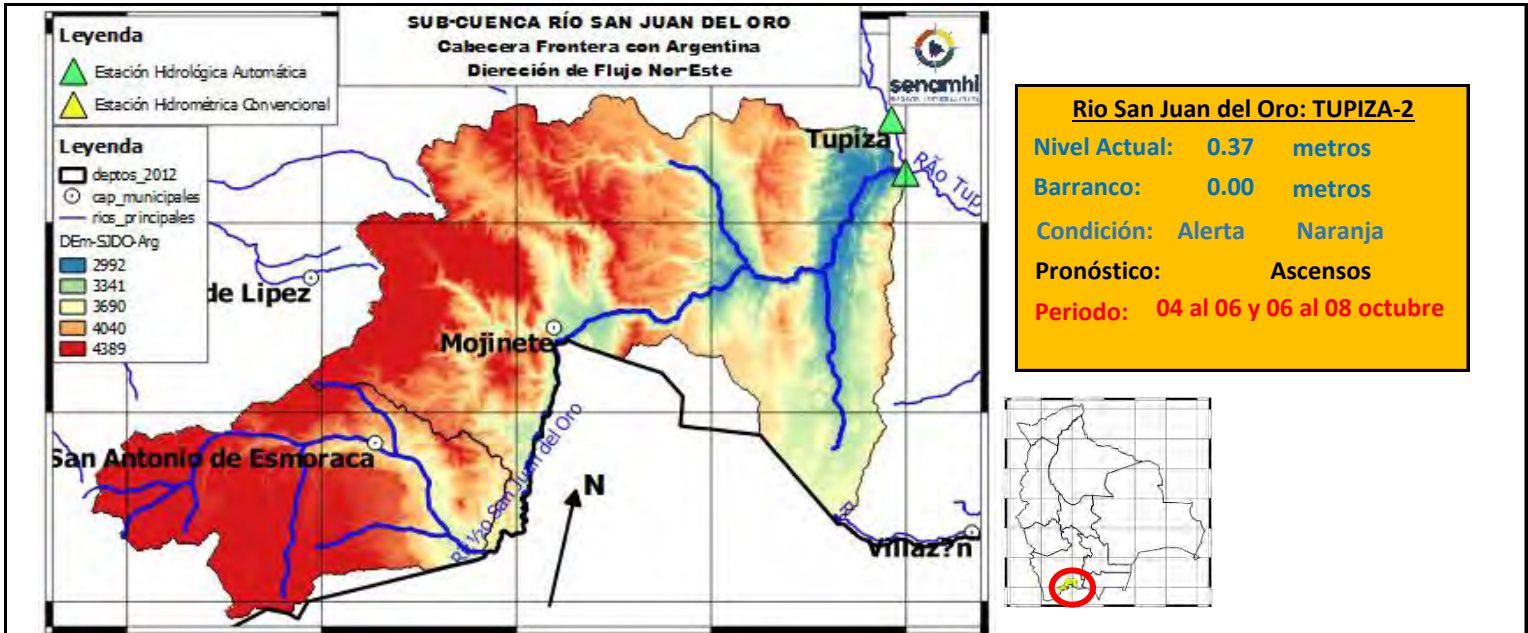 SUB-CUENCA RÍO SAN JUAN DEL ORO
Cabecera Frontera con Argentina
Diercción de Flujo Nor-Este
Leyenda
Estación Hidrológica Automática
Estación Hidrométrica Convencional
Leyenda
deptos_2012
cap_municipales
rios_principales
DEm-SJDO-Arg
2992
3341
3690
4040
4389
senamhi
Tupiza
RÃo Tup
de Lipez
Mojinete
San Antonio de Esmoraca
San Juan del Oro
N
Villaz?n
Rio San Juan del Oro: TUPIZA-2
Nivel Actual: 0.37 metros
Barranco: 0.00 metros
Condición: Alerta Naranja
Pronóstico: Ascensos
Periodo: 04 al 06 y 06 al 08 octubre